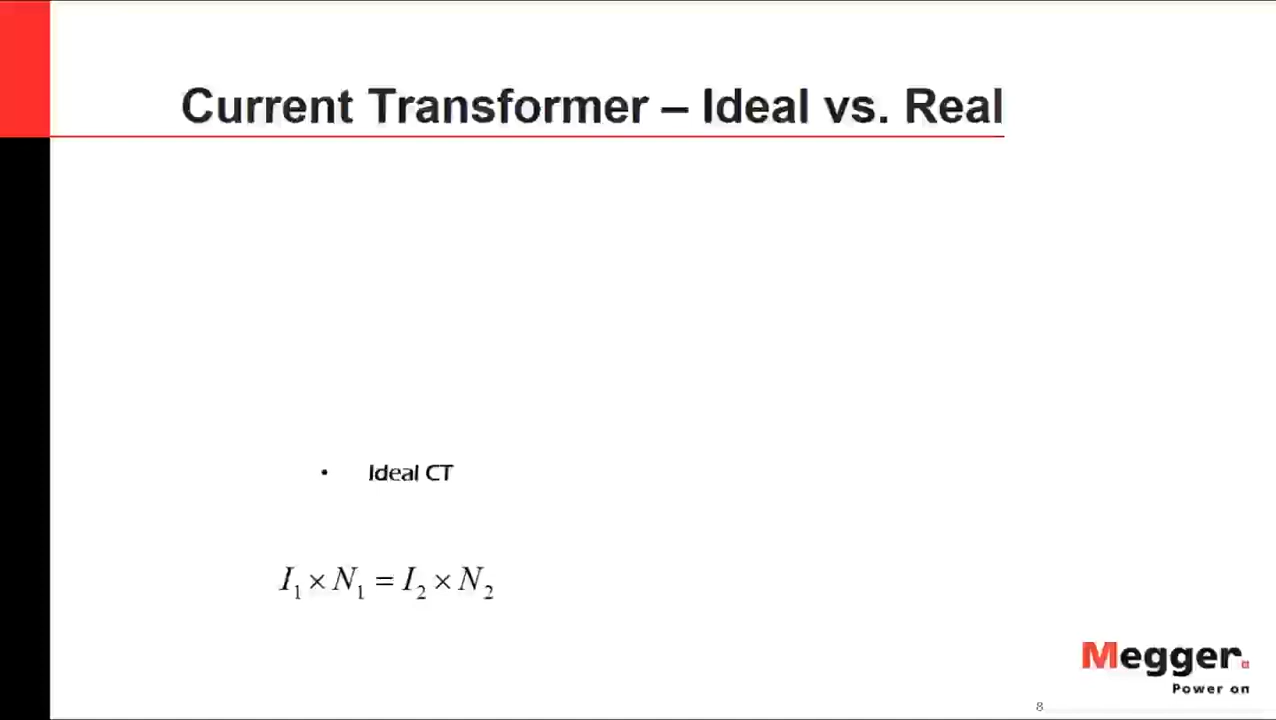 Current Transformer – Ideal vs. Real
• Ideal CT
I₁ × N₁ = I₂ × N₂
Megger.
Power on
8